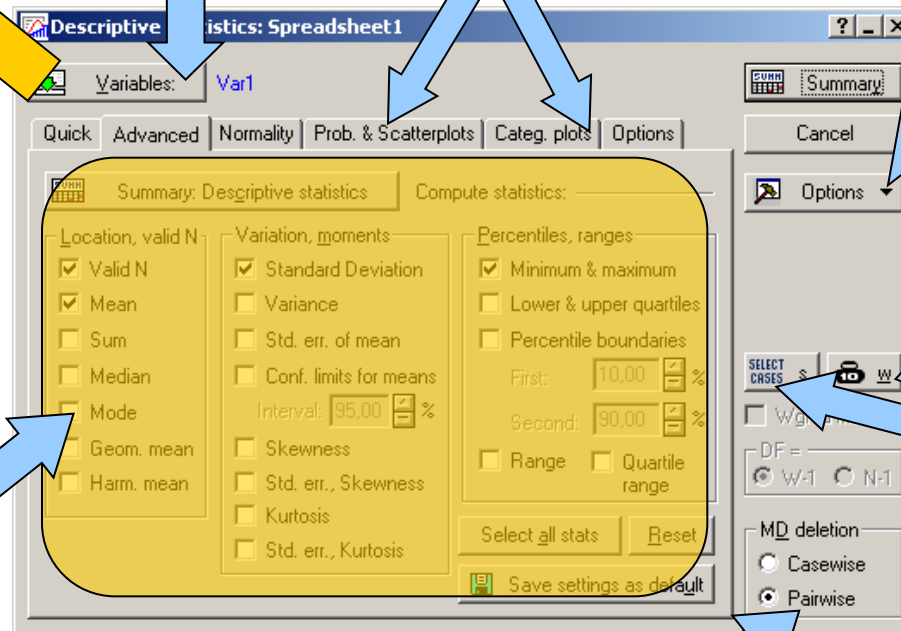 Descriptive istics: Spreadsheet1
Variables: Var1
Summary
Quick Advanced Normality Prob. & Scatterplots Categ. plots Options
Cancel
Options
Summary: Descriptive statistics
Compute statistics:
Location, valid N
Valid N
Mean
Sum
Median
Mode
Geom. mean
Harm. mean
Variation, moments
Standard Deviation
Variance
Std. err. of mean
Conf. limits for means
Interval: 95,00 %
Skewness
Std. err., Skewness
Kurtosis
Std. err., Kurtosis
Percentiles, ranges
Minimum & maximum
Lower & upper quartiles
Percentile boundaries
First: 10,00 %
Second: 90,00 %
Range
Quartile
range
Select all stats
Reset
Save settings as default
SELECT
CASES S
W
DF =
W-1 N-1
MD deletion
Casewise
Pairwise